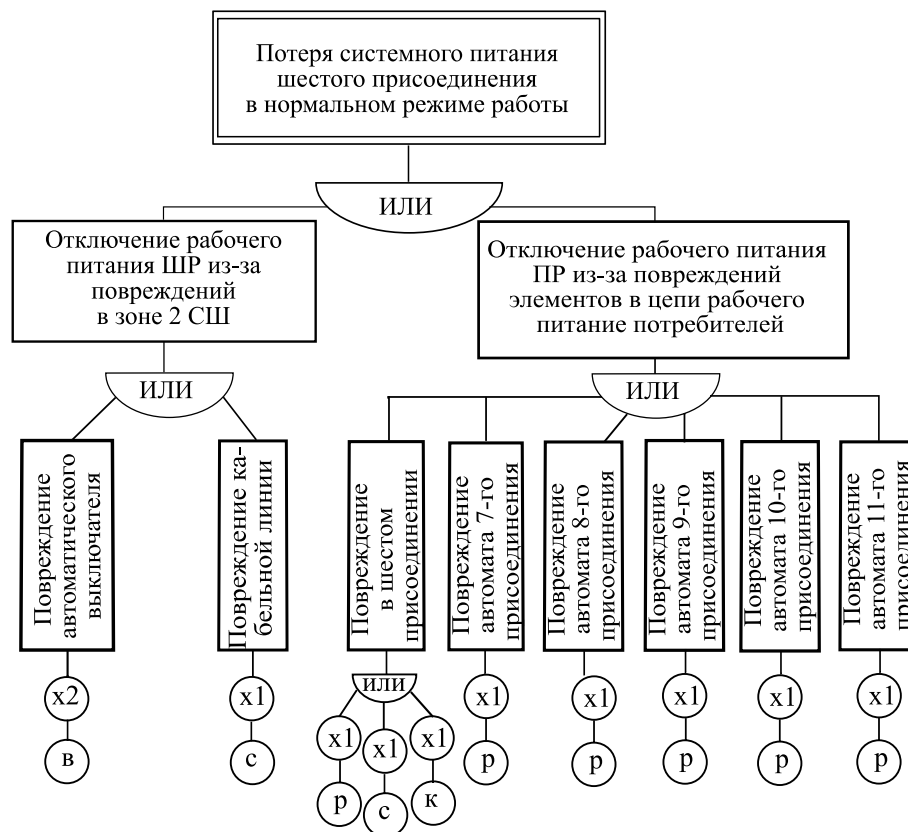 Потеря системного питания
шестого присоединения
в нормальном режиме работы
ИЛИ
Отключение рабочего
питания ШР из-за
повреждений
в зоне 2 СШ
Отключение рабочего питания
ПР из-за повреждений
элементов в цепи рабочего
питание потребителей
ИЛИ
ИЛИ
Повреждение
автоматического
выключателя
Повреждение ка-
бельной линии
Повреждение
в шестом
присоединении
Повреждение
автомата 7-го
присоединения
Повреждение
автомата 8-го
присоединения
Повреждение
автомата 9-го
присоединения
Повреждение
автомата 10-го
присоединения
Повреждение
автомата 11-го
присоединения
x2
в
x1
с
ИЛИ
x1
x1
x1
р
с
к
x1
р
x1
р
x1
р
x1
р
x1
р